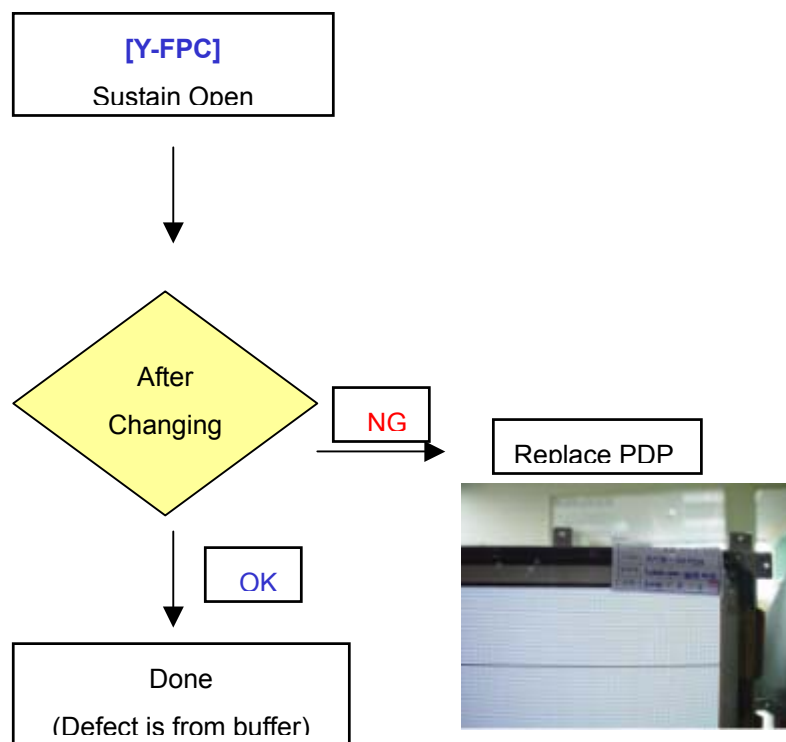 [Y-FPC]
Sustain Open
After
Changing
NG
Replace PDP
OK
Done
(Defect is from buffer)